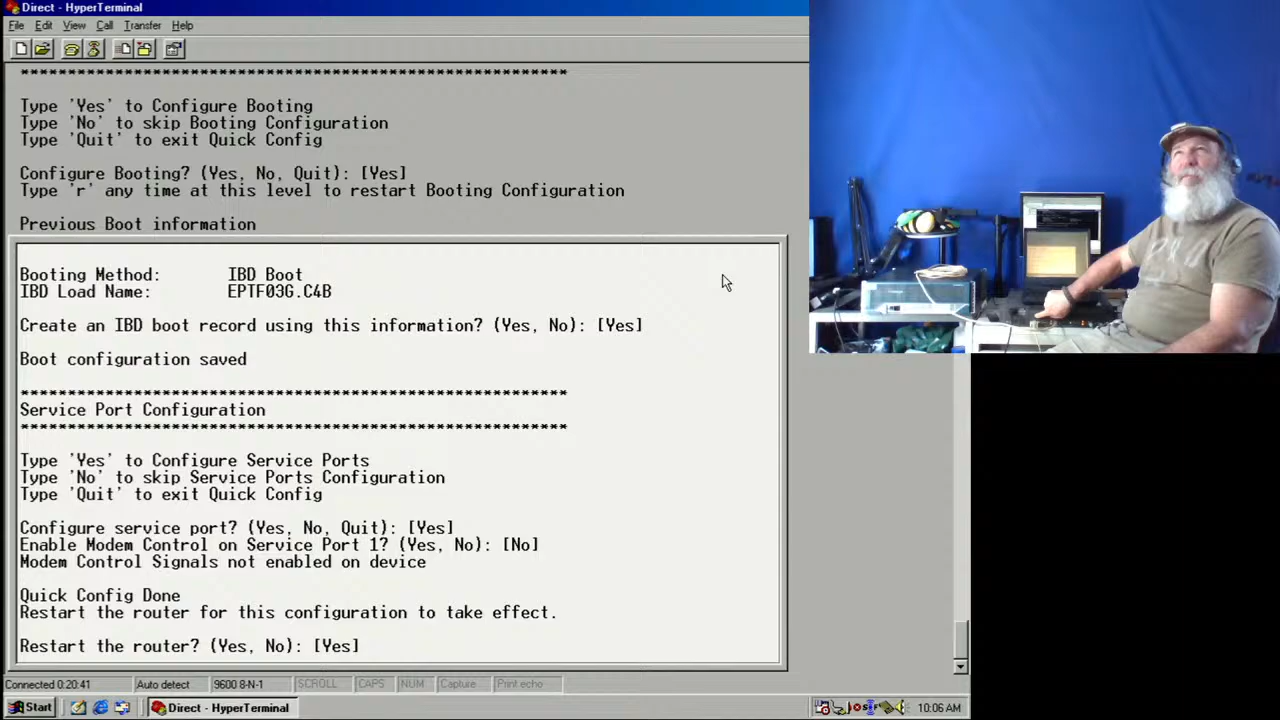 Direct - HyperTerminal
File Edit View Call Transfer Help
******************************************************************
Type 'Yes' to Configure Booting
Type 'No' to skip Booting Configuration
Type 'Quit' to exit Quick Config
Configure Booting? (Yes, No, Quit): [Yes]
Type 'r' any time at this level to restart Booting Configuration
Previous Boot information
Booting Method: IBD Boot
IBD Load Name: EPTF03G.C4B
Create an IBD boot record using this information? (Yes, No): [Yes]
Boot configuration saved
******************************************************************
Service Port Configuration
******************************************************************
Type 'Yes' to Configure Service Ports
Type 'No' to skip Service Ports Configuration
Type 'Quit' to exit Quick Config
Configure service port? (Yes, No, Quit): [Yes]
Enable Modem Control on Service Port 1? (Yes, No): [No]
Modem Control Signals not enabled on device
Quick Config Done
Restart the router for this configuration to take effect.
Restart the router? (Yes, No): [Yes]
Connected 0:20:41 Auto detect 9600 8-N-1 SCROLL CAPS NUM Capture Print echo
Start Direct - HyperTerminal 10:06 AM